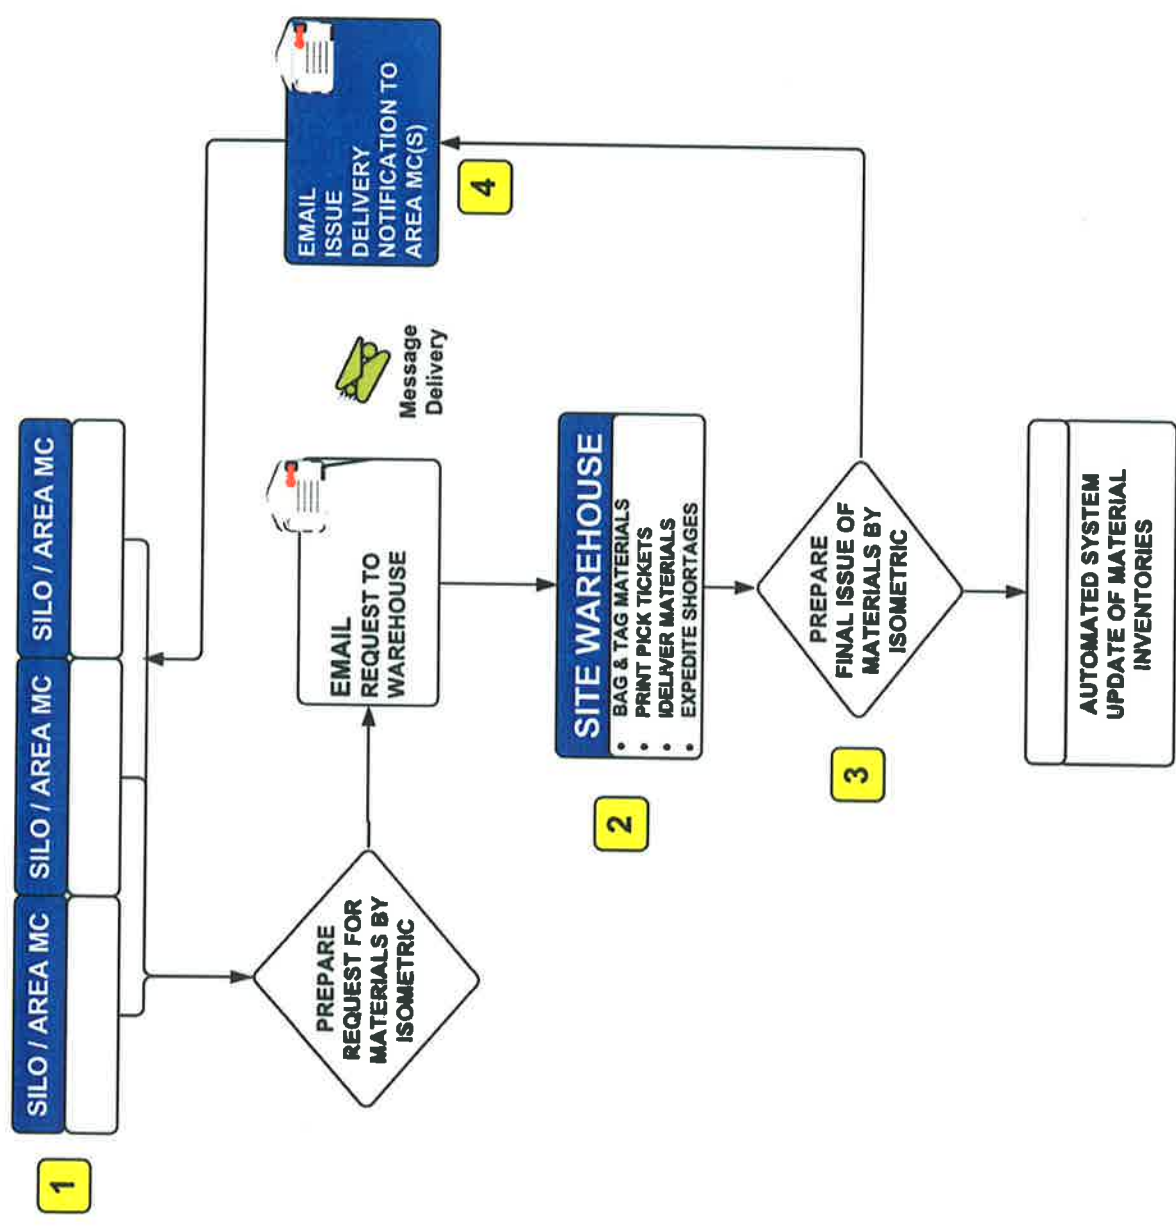 1
SILO / AREA MC
SILO / AREA MC
SILO / AREA MC
PREPARE
REQUEST FOR
MATERIALS BY
ISOMETRIC
EMAIL
REQUEST TO
WAREHOUSE
Message
Delivery
EMAIL
ISSUE
DELIVERY
NOTIFICATION TO
AREA MC(S)
4
2
SITE WAREHOUSE
• BAG & TAG MATERIALS
• PRINT PICK TICKETS
• IDELIVER MATERIALS
• EXPEDITE SHORTAGES
3
PREPARE
FINAL ISSUE OF
MATERIALS BY
ISOMETRIC
AUTOMATED SYSTEM
UPDATE OF MATERIAL
INVENTORIES